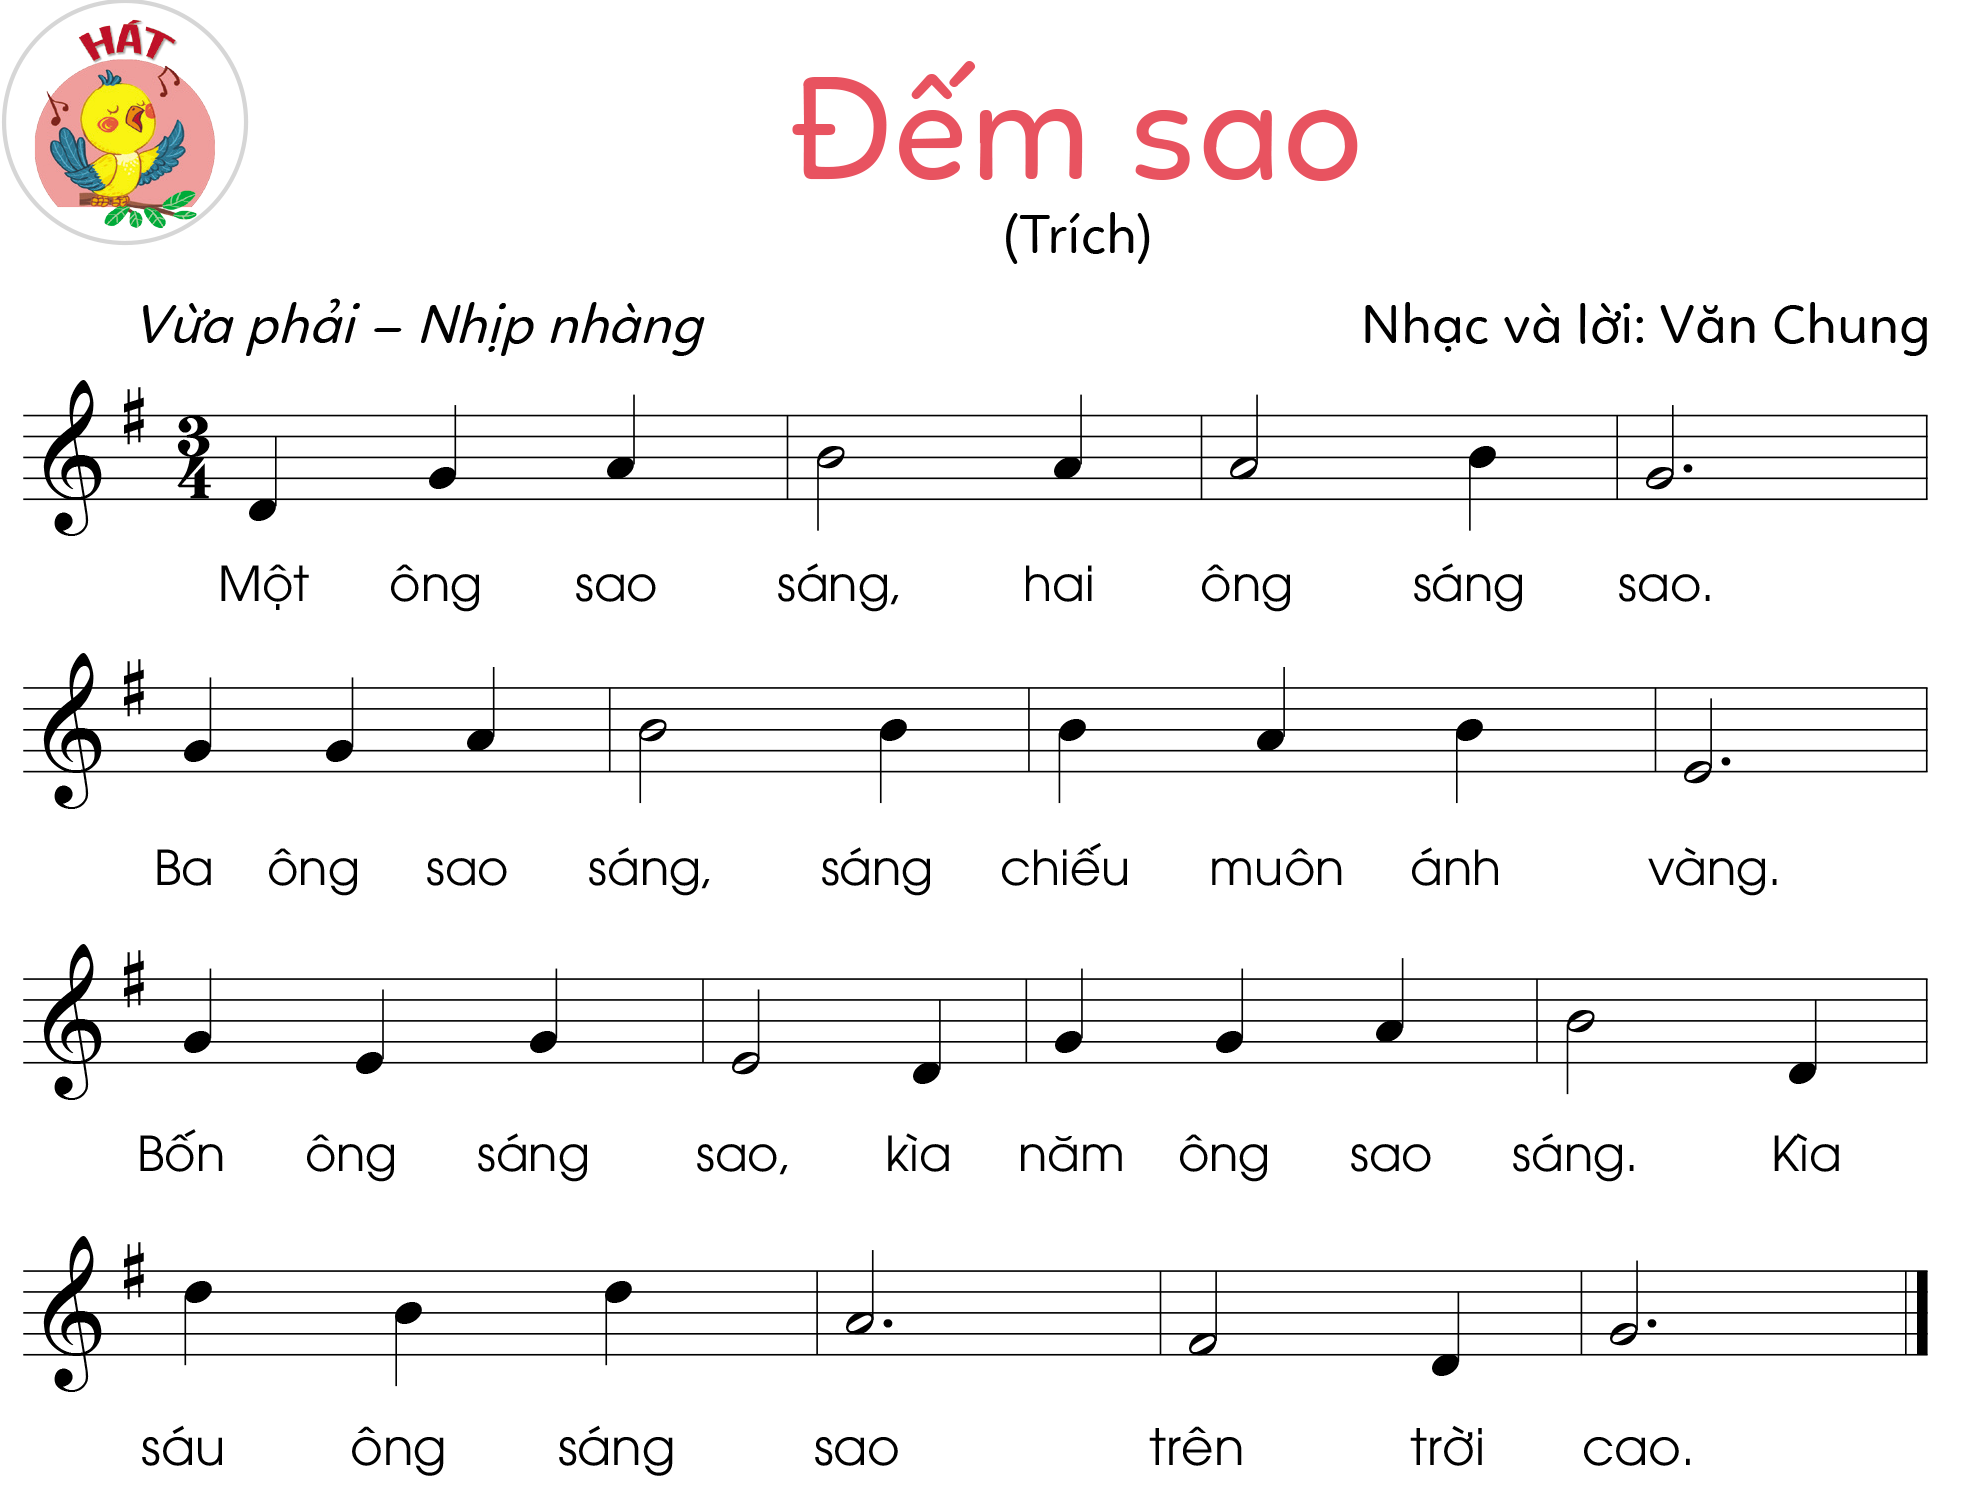 HÁT
Đếm sao
(Trích)
Vừa phải – Nhịp nhàng
Nhạc và lời: Văn Chung
3
4
Một ông sao sáng, hai ông sáng sao.
Ba ông sao sáng, sáng chiếu muôn ánh vàng.
Bốn ông sáng sao, kìa năm ông sao sáng. Kìa
sáu ông sáng sao trên trời cao.